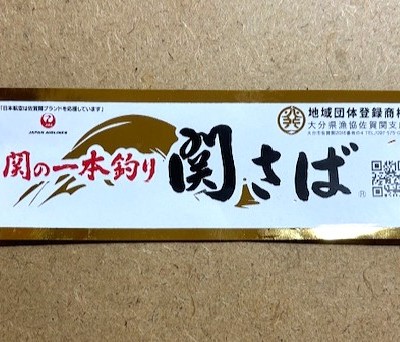 「日本航空は佐賀関ブランドを応援しています」
JAPAN AIRLINES
地域団体登録商標
大分県漁協佐賀関支
関の一本釣り
関さば
®